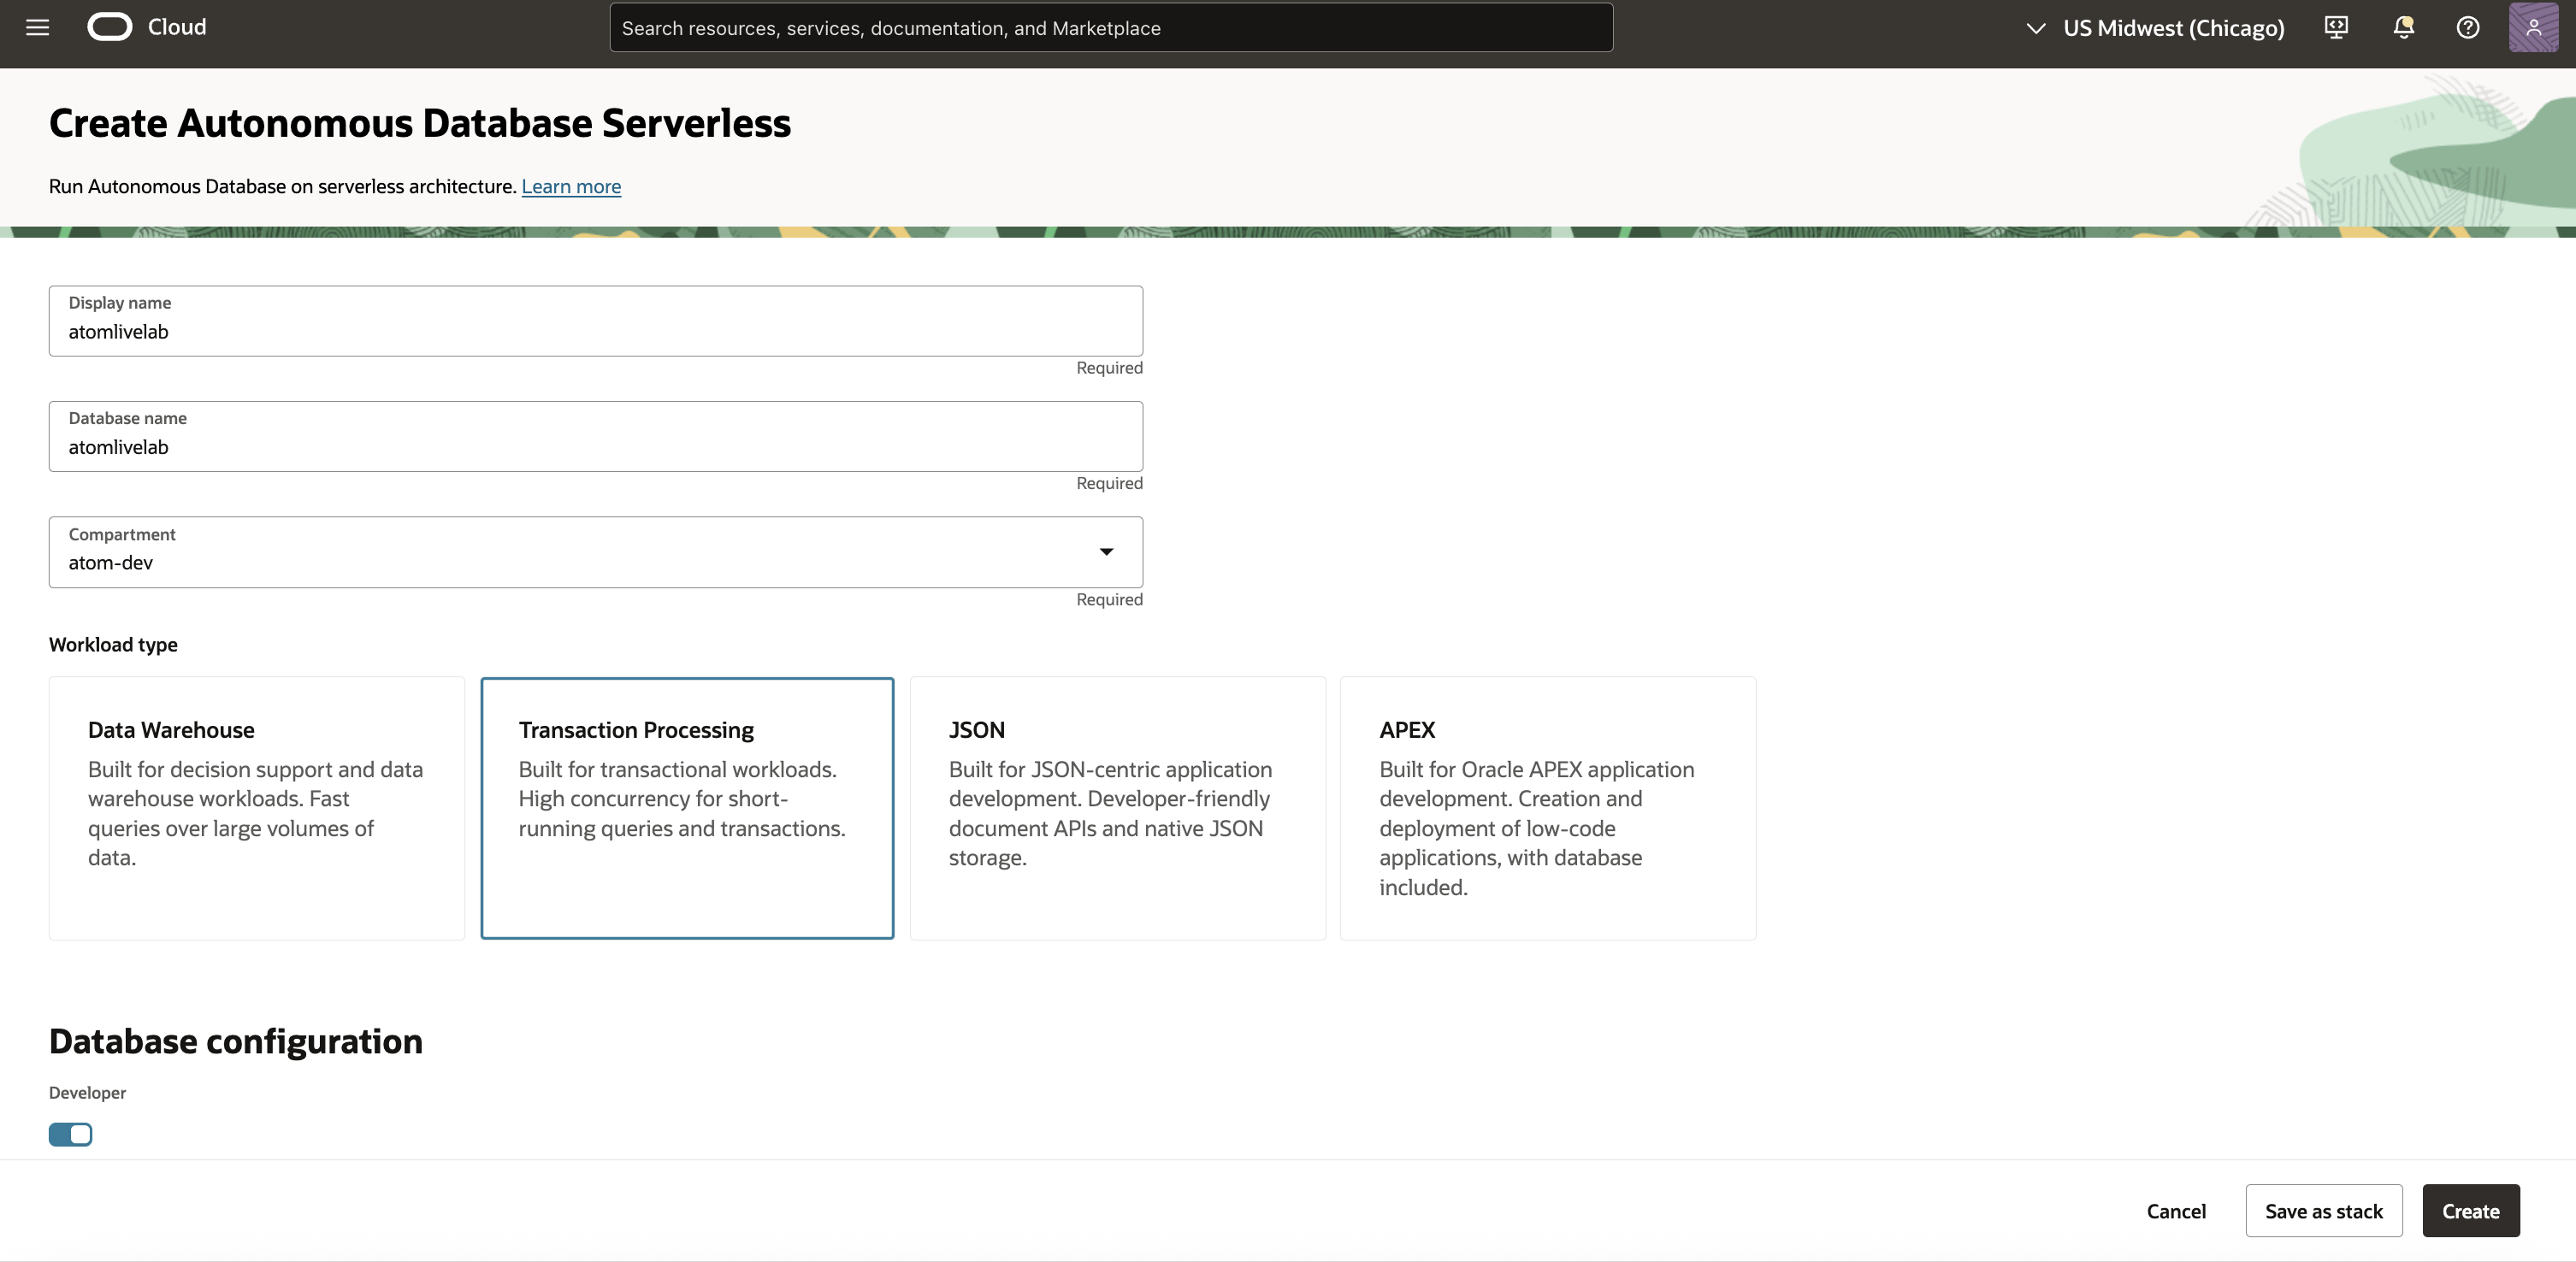 Cloud
Search resources, services, documentation, and Marketplace
US Midwest (Chicago)
Create Autonomous Database Serverless
Run Autonomous Database on serverless architecture. Learn more
Display name
atomlivelab
Required
Database name
atomlivelab
Required
Compartment
atom-dev
Required
Workload type
Data Warehouse
Built for decision support and data
warehouse workloads. Fast
queries over large volumes of
data.
Transaction Processing
Built for transactional workloads.
High concurrency for short-
running queries and transactions.
JSON
Built for JSON-centric application
development. Developer-friendly
document APIs and native JSON
storage.
APEX
Built for Oracle APEX application
development. Creation and
deployment of low-code
applications, with database
included.
Database configuration
Developer
Cancel
Save as stack
Create